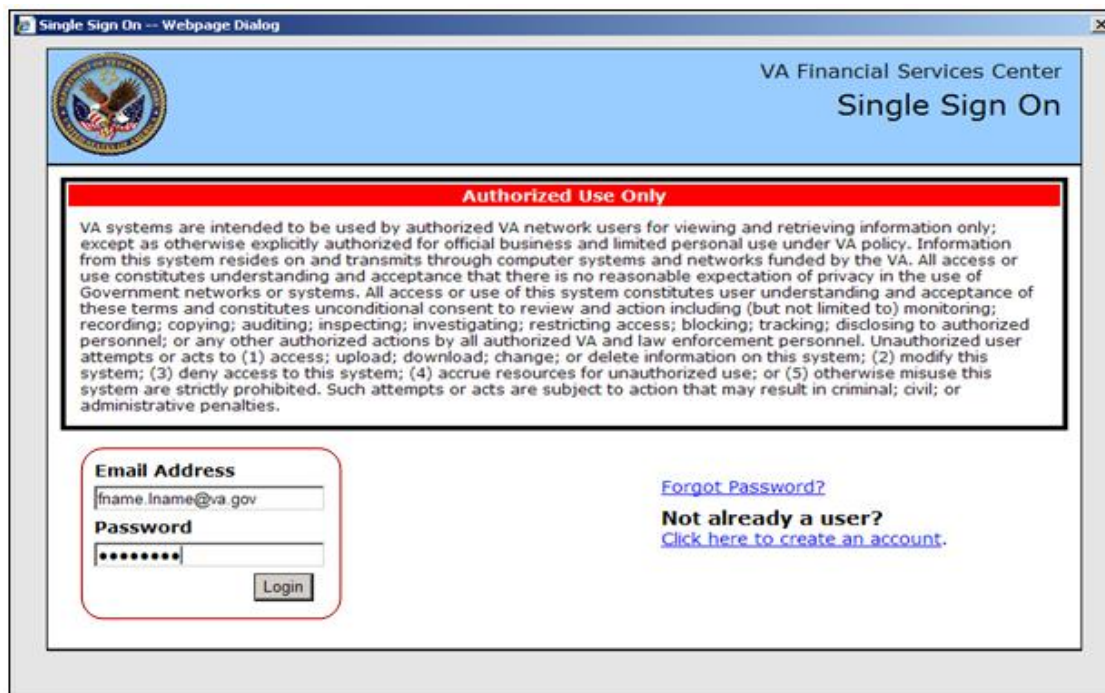 Single Sign On -- Webpage Dialog
VA Financial Services Center
Single Sign On
Authorized Use Only
VA systems are intended to be used by authorized VA network users for viewing and retrieving information only;
except as otherwise explicitly authorized for official business and limited personal use under VA policy. Information
from this system resides on and transmits through computer systems and networks funded by the VA. All access or
use constitutes understanding and acceptance that there is no reasonable expectation of privacy in the use of
Government networks or systems. All access or use of this system constitutes user understanding and acceptance of
these terms and constitutes unconditional consent to review and action including (but not limited to) monitoring;
recording; copying; auditing; inspecting; investigating; restricting access; blocking; tracking; disclosing to authorized
personnel; or any other authorized actions by all authorized VA and law enforcement personnel. Unauthorized user
attempts or acts to (1) access; upload; download; change; or delete information on this system; (2) modify this
system; (3) deny access to this system; (4) accrue resources for unauthorized use; or (5) otherwise misuse this
system are strictly prohibited. Such attempts or acts are subject to action that may result in criminal; civil; or
administrative penalties.
Email Address
fname.lname@va.gov
Password
••••••••
Login
Forgot Password?
Not already a user?
Click here to create an account.